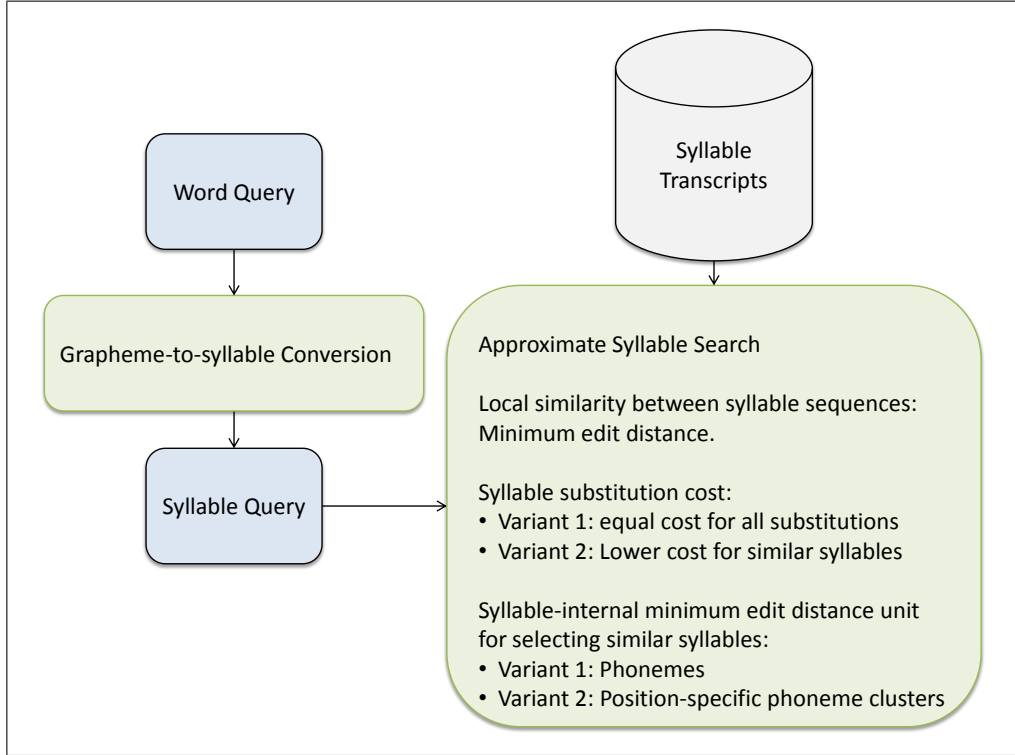 Word Query
Grapheme-to-syllable Conversion
Syllable Query
Syllable
Transcripts
Approximate Syllable Search
Local similarity between syllable sequences:
Minimum edit distance.
Syllable substitution cost:
• Variant 1: equal cost for all substitutions
• Variant 2: Lower cost for similar syllables
Syllable-internal minimum edit distance unit
for selecting similar syllables:
• Variant 1: Phonemes
• Variant 2: Position-specific phoneme clusters